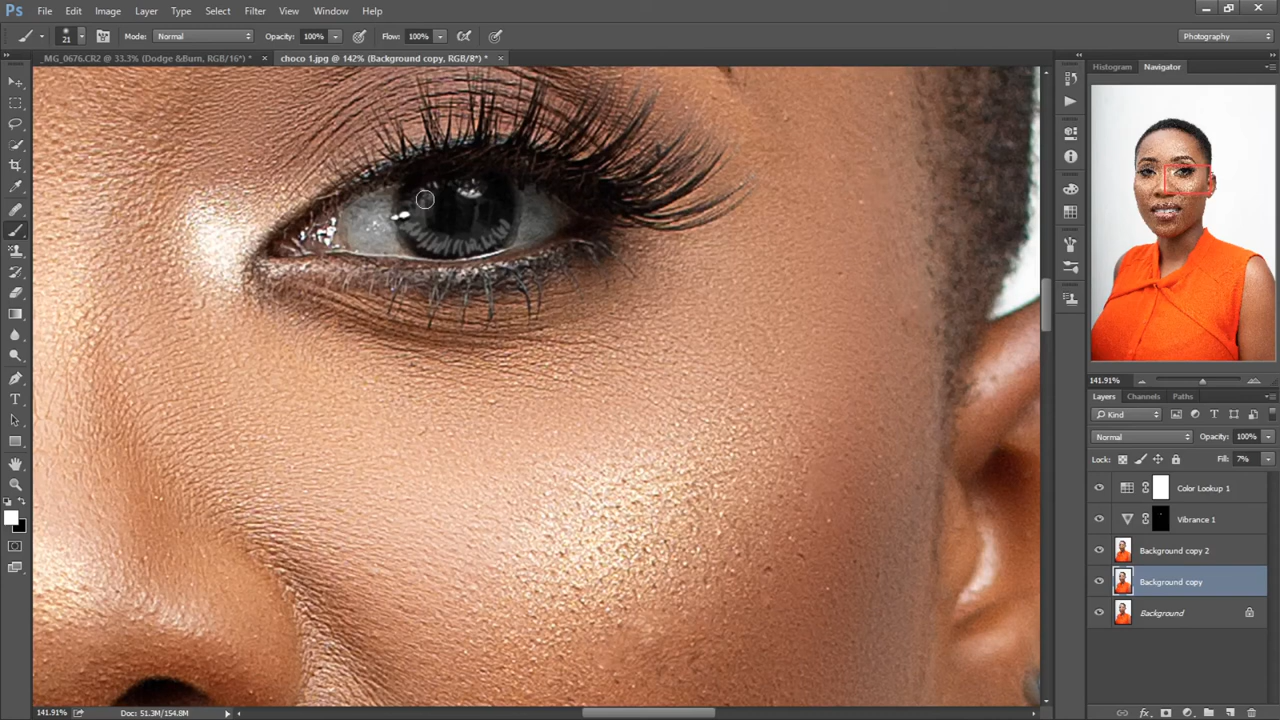 Ps File Edit Image Layer Type Select Filter View Window Help
21 Mode: Normal Opacity: 100% Flow: 100% Photography
_MG_0676.CR2 @ 33.3% (Dodge &Burn, RGB/16*) * × choco 1.jpg @ 142% (Background copy, RGB/8*) * ×
Histogram Navigator
141.91%
Layers Channels Paths
Kind
Normal Opacity: 100%
Lock: Fill: 7%
Color Lookup 1
Vibrance 1
Background copy 2
Background copy
Background
141.91% Doc: 51.3M/154.8M
fx